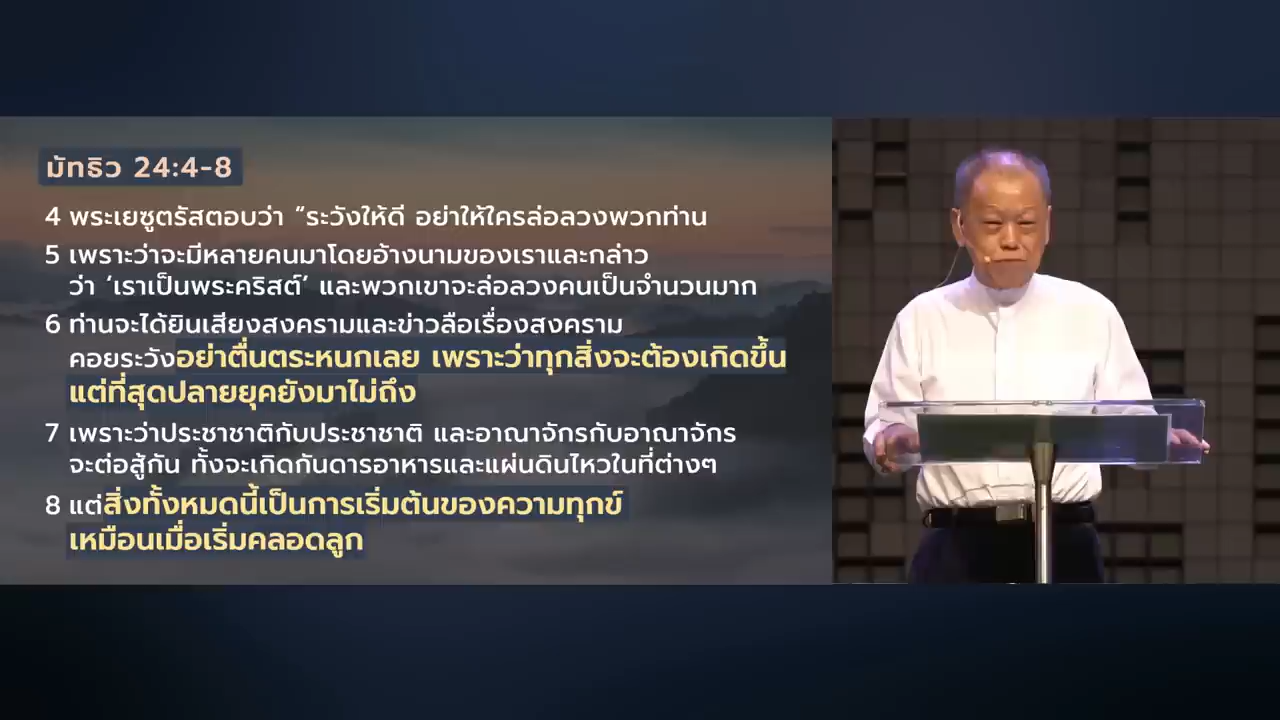 มัทธิว 24:4-8
4 พระเยซูตรัสตอบว่า “ระวังให้ดี อย่าให้ใครล่อลวงพวกท่าน
5 เพราะว่าจะมีหลายคนมาโดยอ้างนามของเราและกล่าว
ว่า ‘เราเป็นพระคริสต์’ และพวกเขาจะล่อลวงคนเป็นจำนวนมาก
6 ท่านจะได้ยินเสียงสงครามและข่าวลือเรื่องสงคราม
คอยระวังอย่าตื่นตระหนกเลย เพราะว่าทุกสิ่งจะต้องเกิดขึ้น
แต่ที่สุดปลายยุคยังมาไม่ถึง
7 เพราะว่าประชาชาติกับประชาชาติ และอาณาจักรกับอาณาจักร
จะต่อสู้กัน ทั้งจะเกิดกันดารอาหารและแผ่นดินไหวในที่ต่างๆ
8 แต่สิ่งทั้งหมดนี้เป็นการเริ่มต้นของความทุกข์
เหมือนเมื่อเริ่มคลอดลูก